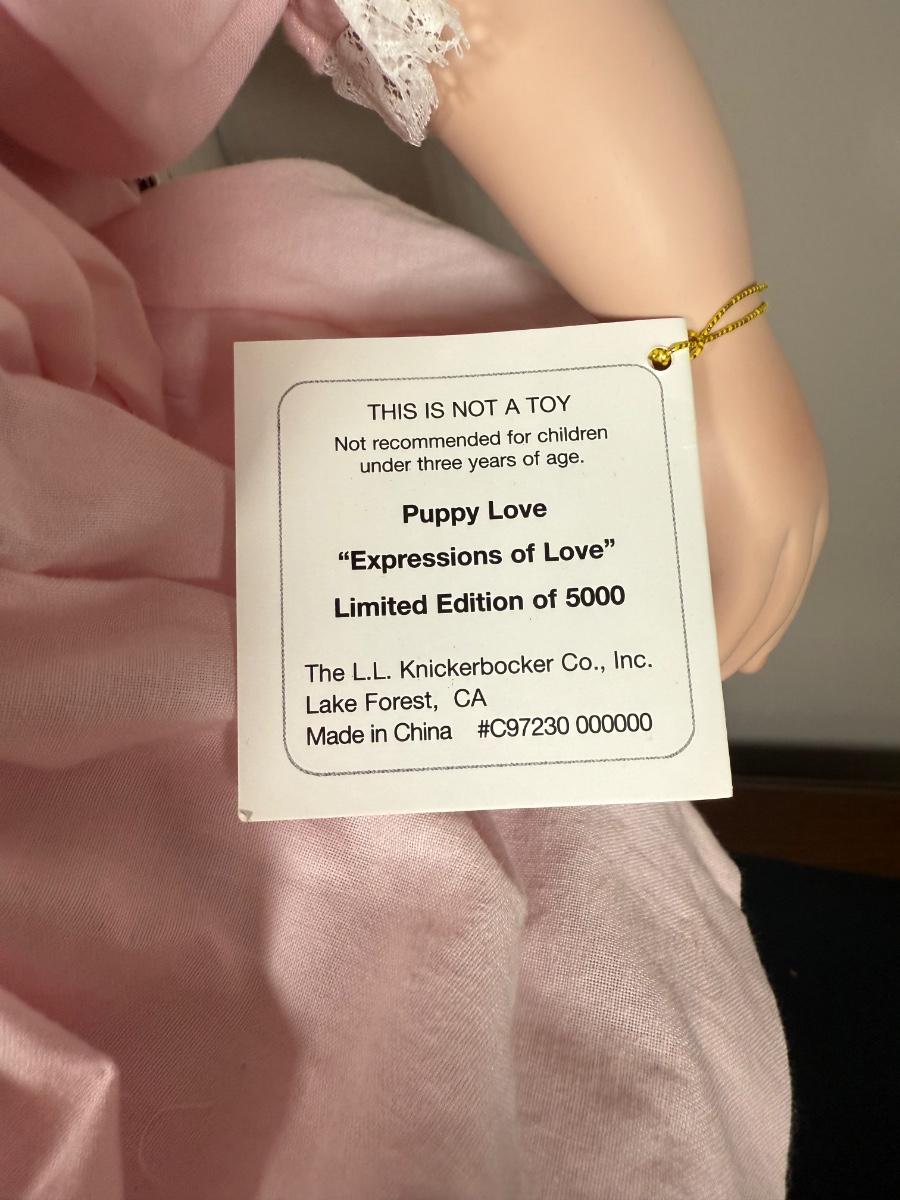 THIS IS NOT A TOY
Not recommended for children
under three years of age.
Puppy Love
“Expressions of Love”
Limited Edition of 5000
The L.L. Knickerbocker Co., Inc.
Lake Forest, CA
Made in China #C97230 000000